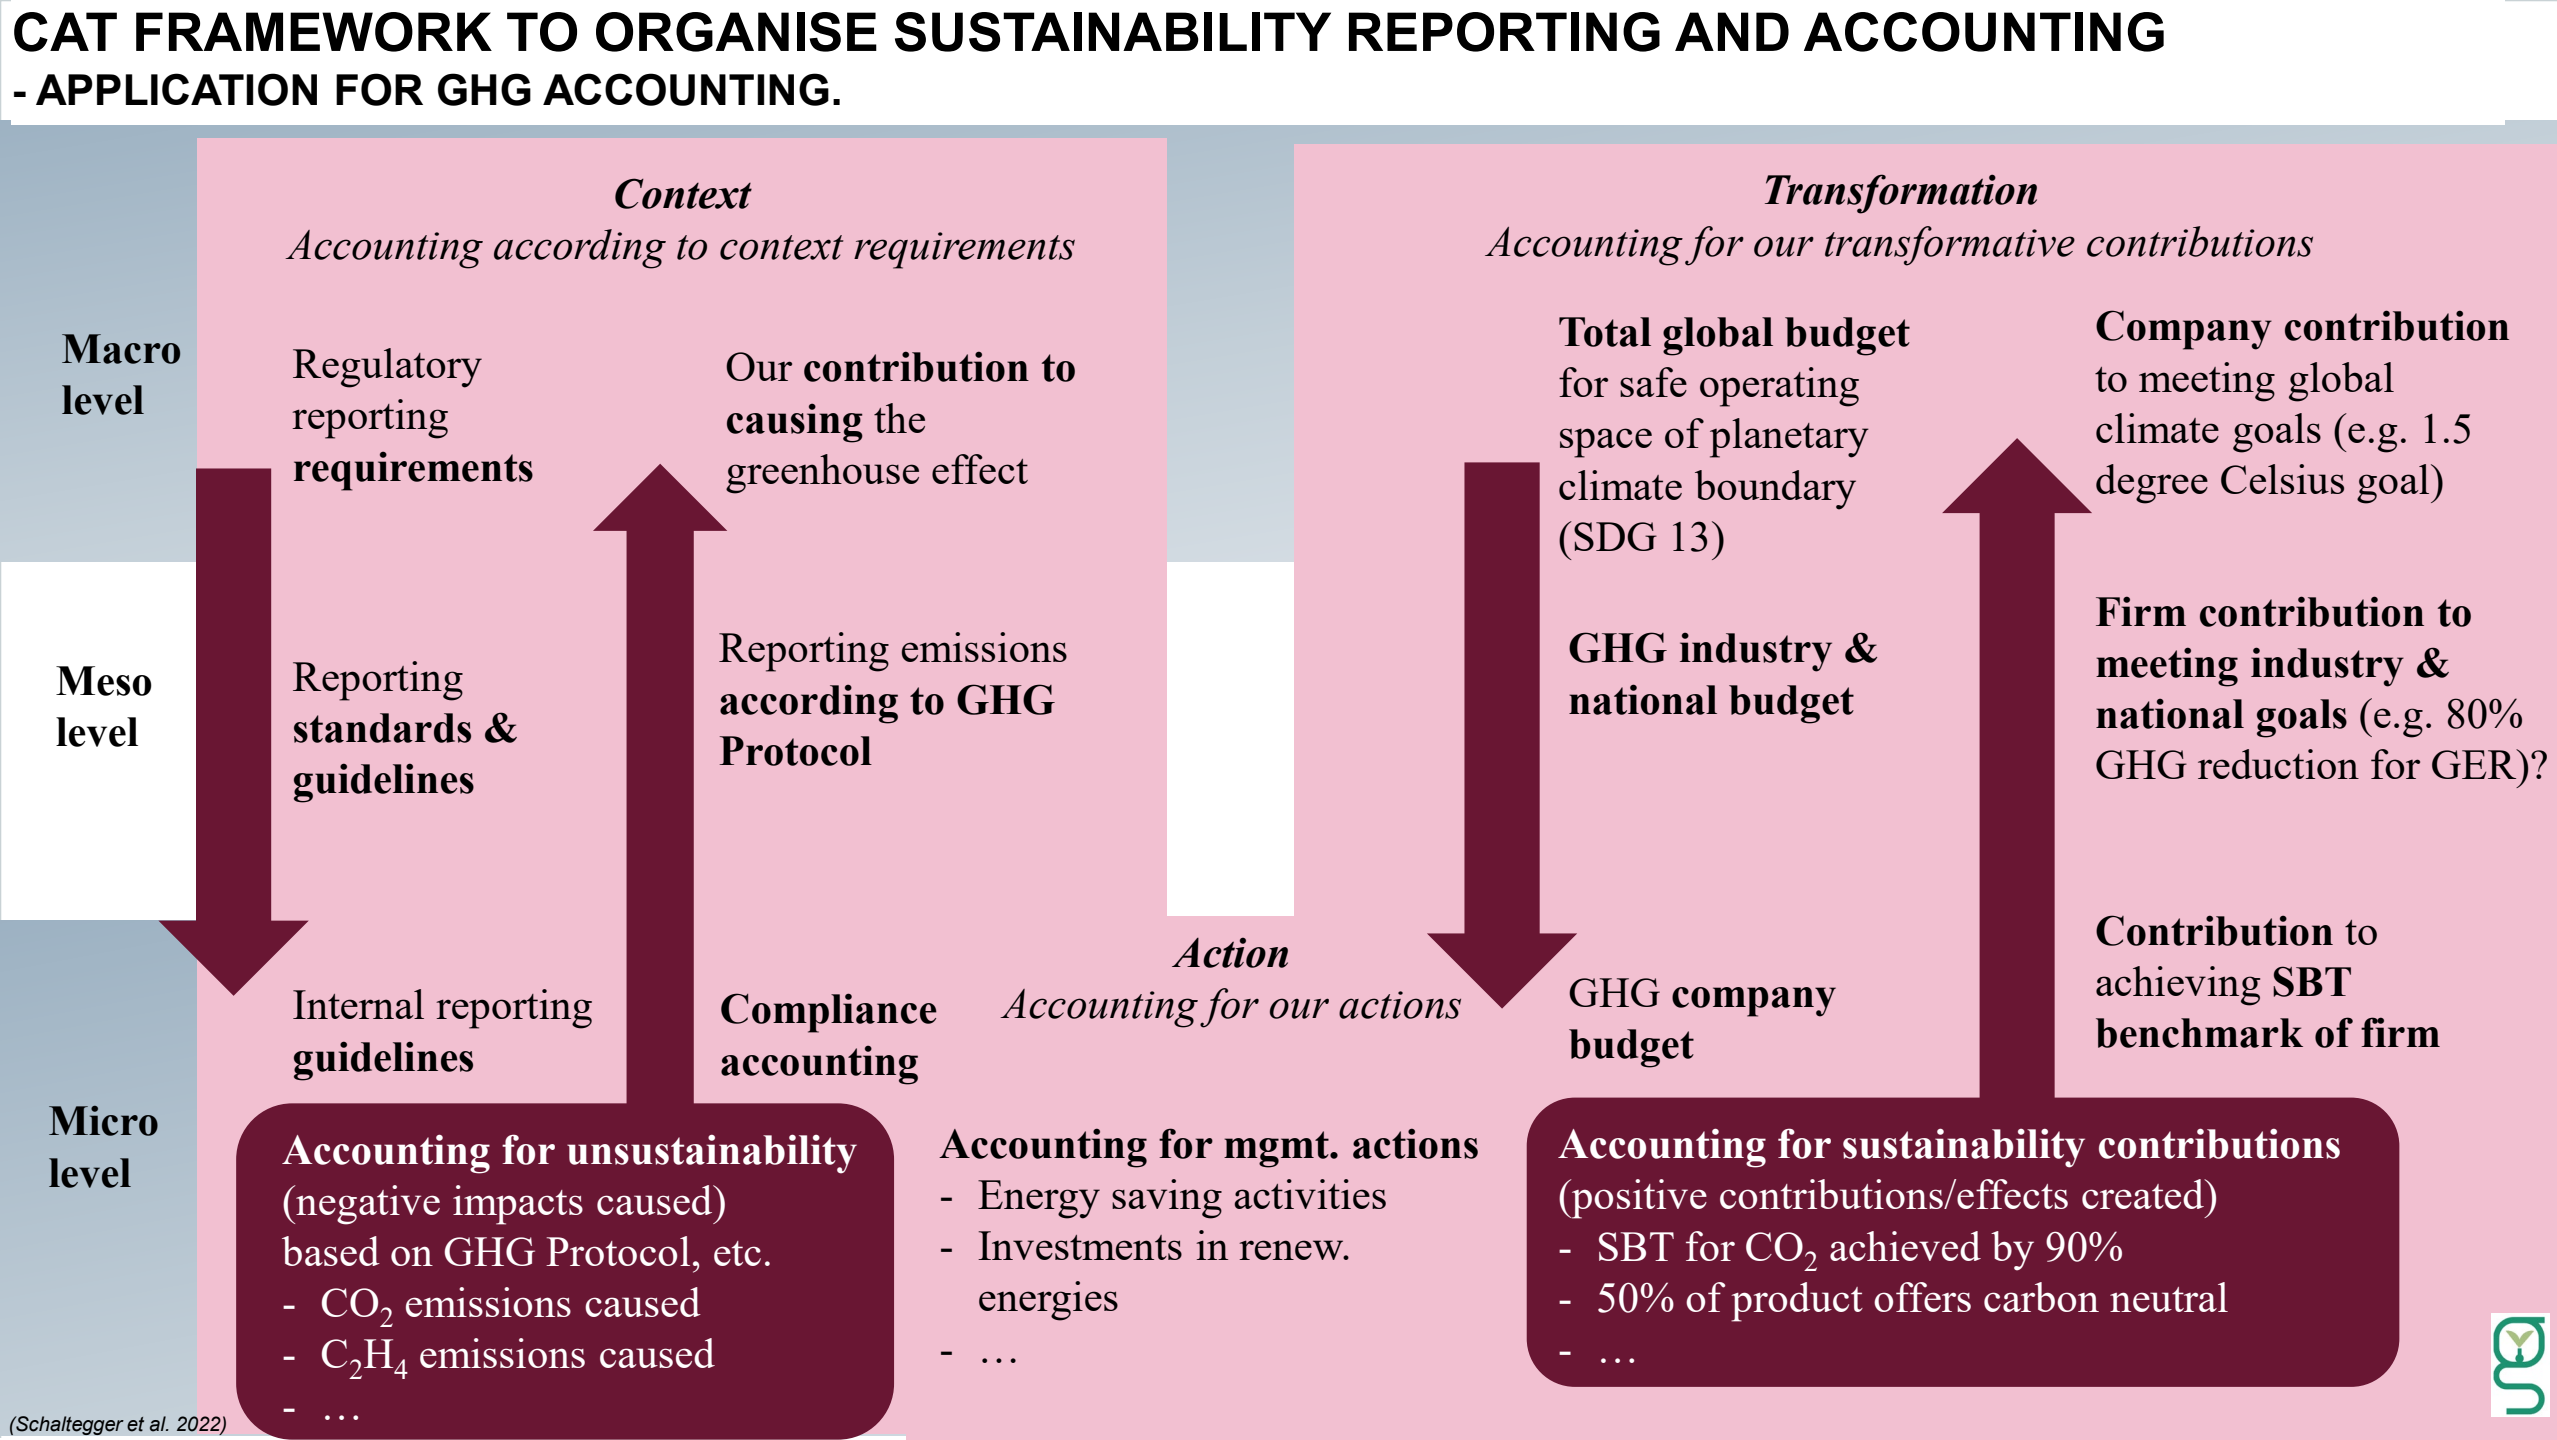 CAT FRAMEWORK TO ORGANISE SUSTAINABILITY REPORTING AND ACCOUNTING
- APPLICATION FOR GHG ACCOUNTING.
Context
Accounting according to context requirements
Transformation
Accounting for our transformative contributions
Macro
level
Regulatory
reporting
requirements
Our contribution to
causing the
greenhouse effect
Total global budget
for safe operating
space of planetary
climate boundary
(SDG 13)
Company contribution
to meeting global
climate goals (e.g. 1.5
degree Celsius goal)
Meso
level
Reporting
standards &
guidelines
Reporting emissions
according to GHG
Protocol
GHG industry &
national budget
Firm contribution to
meeting industry &
national goals (e.g. 80%
GHG reduction for GER)?
Micro
level
Internal reporting
guidelines
Compliance
accounting
Action
Accounting for our actions
GHG company
budget
Contribution to
achieving SBT
benchmark of firm
Accounting for unsustainability
(negative impacts caused)
based on GHG Protocol, etc.
- CO₂ emissions caused
- C₂H₄ emissions caused
- …
Accounting for mgmt. actions
- Energy saving activities
- Investments in renew.
energies
- …
Accounting for sustainability contributions
(positive contributions/effects created)
- SBT for CO₂ achieved by 90%
- 50% of product offers carbon neutral
- …
(Schaltegger et al. 2022)